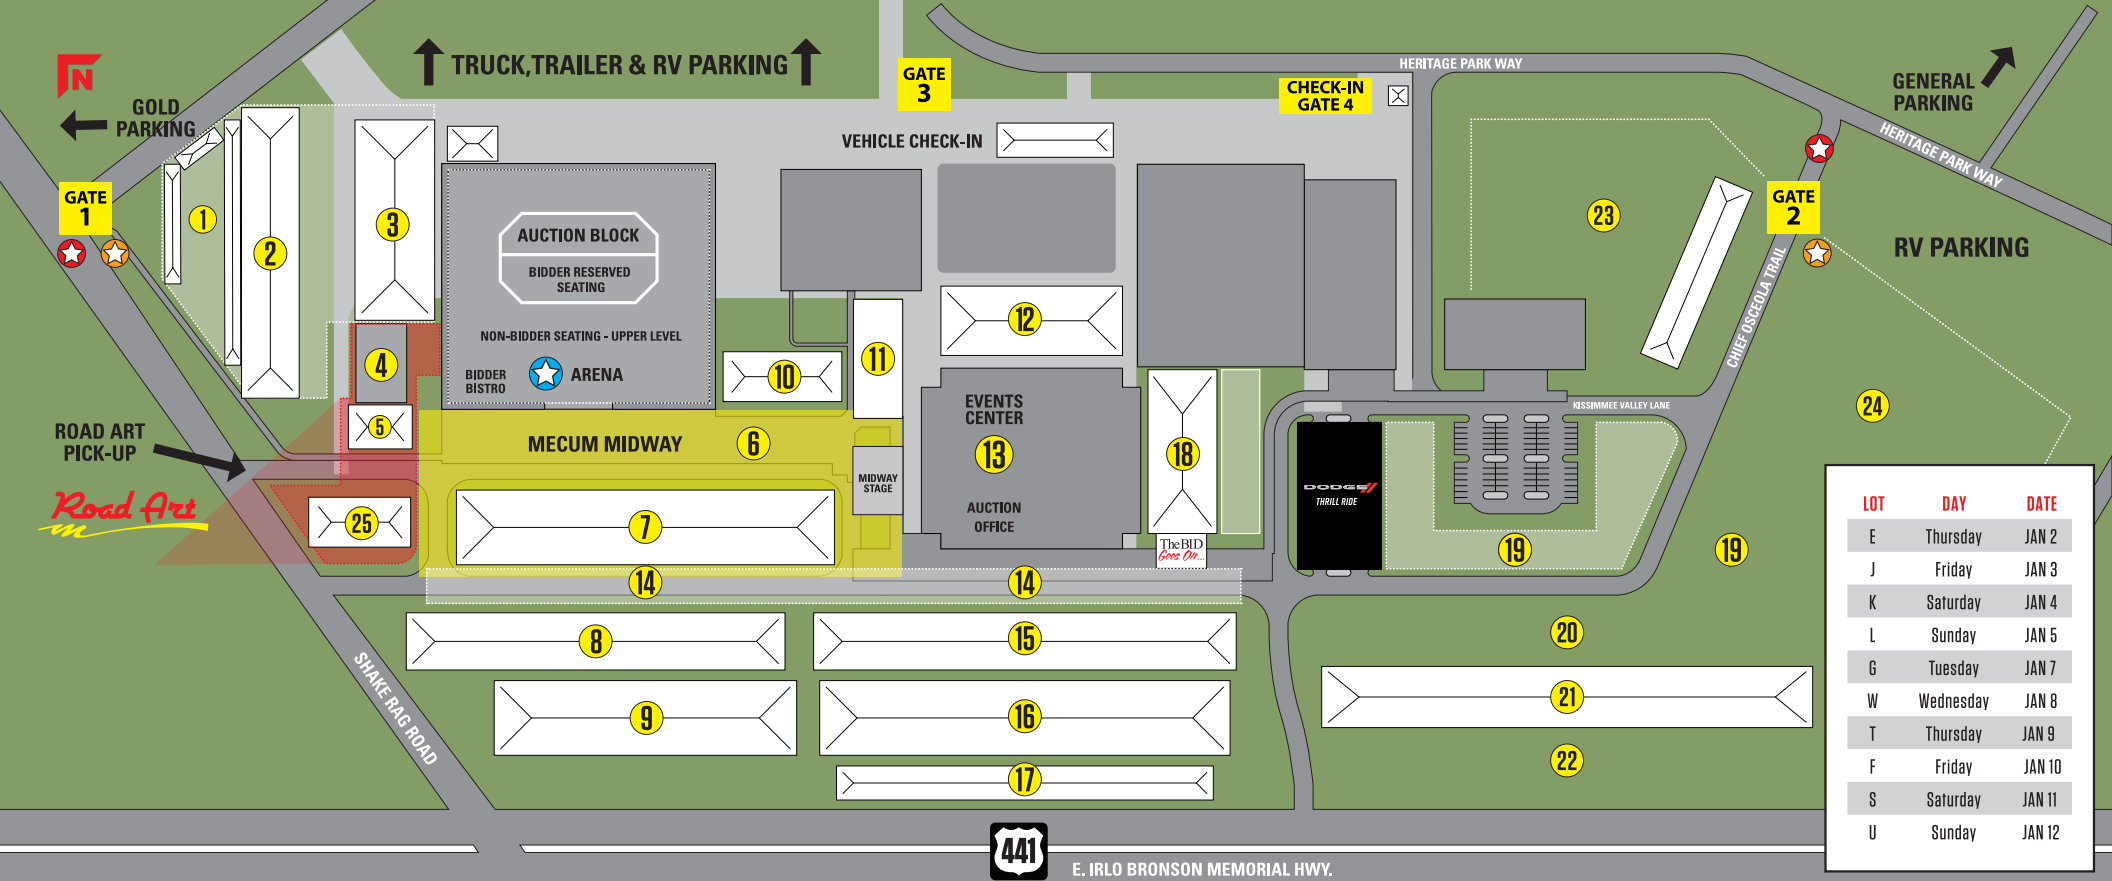 N
GOLD
PARKING
TRUCK, TRAILER & RV PARKING
GATE
3
HERITAGE PARK WAY
CHECK-IN
GATE 4
GENERAL
PARKING
HERITAGE PARK WAY
VEHICLE CHECK-IN
GATE
1
1
2
3
AUCTION BLOCK
BIDDER RESERVED
SEATING
NON-BIDDER SEATING - UPPER LEVEL
BIDDER
BISTRO
ARENA
23
GATE
2
RV PARKING
CHIEF OSCEOLA TRAIL
4
5
10
11
12
EVENTS
CENTER
13
AUCTION
OFFICE
KISSIMMEE VALLEY LANE
24
ROAD ART
PICK-UP
Road Art
MECUM MIDWAY
6
MIDWAY
STAGE
18
The BID
Goes On...
DODGE
THRILL RIDE
25
7
19
19
14
14
8
15
20
9
16
21
17
22
SHAKE RAG ROAD
441
E. IRLO BRONSON MEMORIAL HWY.
LOT DAY DATE
E Thursday JAN 2
J Friday JAN 3
K Saturday JAN 4
L Sunday JAN 5
G Tuesday JAN 7
W Wednesday JAN 8
T Thursday JAN 9
F Friday JAN 10
S Saturday JAN 11
U Sunday JAN 12